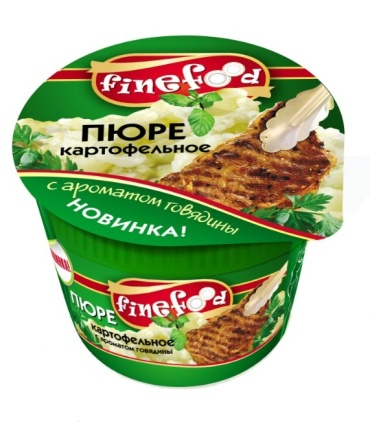 finefood
ПЮРЕ
картофельное
с ароматом говядины
НОВИНКА!
finefood
ПЮРЕ
картофельное
с ароматом говядины